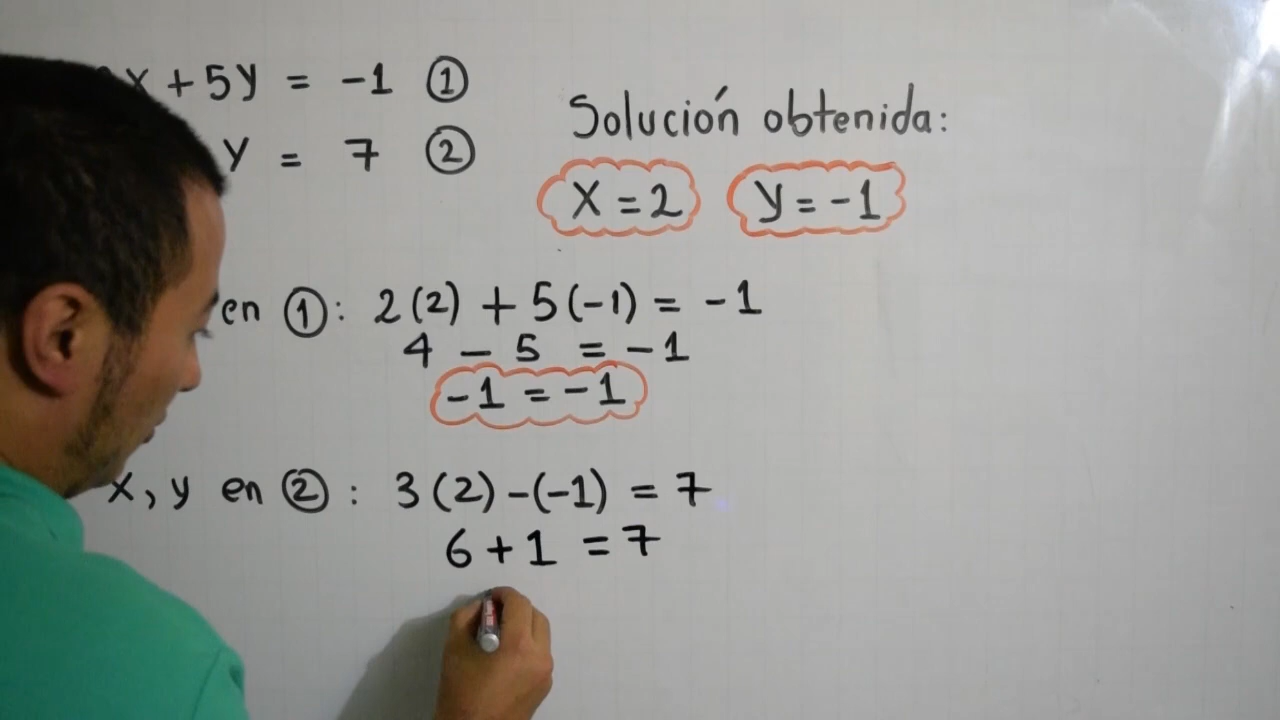 x + 5y = -1 ①
y = 7 ②
Solución obtenida:
x = 2 y = -1
en ①: 2(2) + 5(-1) = -1
4 - 5 = -1
-1 = -1
x, y en ②: 3(2) - (-1) = 7
6 + 1 = 7